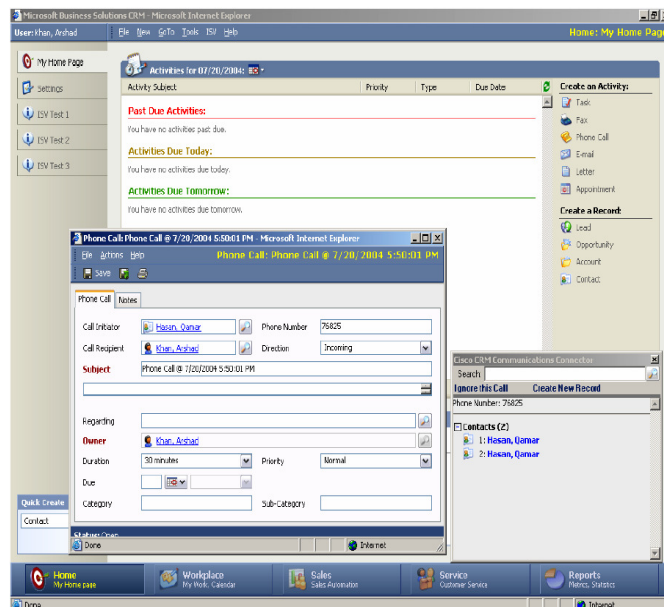 Microsoft Business Solutions CRM - Microsoft Internet Explorer
User: Khan, Arshad File New GoTo Tools ISV Help Home: My Home Page
My Home Page
Settings
ISV Test 1
ISV Test 2
ISV Test 3
Activities for 07/20/2004:
Activity Subject Priority Type Due Date
Past Due Activities:
You have no activities past due.
Activities Due Today:
You have no activities due today.
Activities Due Tomorrow:
You have no activities due tomorrow.
Create an Activity:
Task
Fax
Phone Call
E-mail
Letter
Appointment
Create a Record:
Lead
Opportunity
Account
Contact
Phone Call: Phone Call @ 7/20/2004 5:50:01 PM - Microsoft Internet Explorer
File Actions Help Phone Call: Phone Call @ 7/20/2004 5:50:01 PM
Save
Phone Call Notes
Call Initiator Hasan, Qamar Phone Number 76825
Call Recipient Khan, Arshad Direction Incoming
Subject Phone Call @ 7/20/2004 5:50:01 PM
Regarding
Owner Khan, Arshad
Duration 30 minutes Priority Normal
Due
Category Sub-Category
Status: Open
Done Internet
Cisco CRM Communications Connector
Search
Ignore this Call Create New Record
Phone Number: 76825
Contacts (2)
1: Hasan, Qamar
2: Hasan, Qamar
Quick Create
Contact
Home
My Home page
Workplace
My Work, Calendar
Sales
Sales Automation
Service
Customer Service
Reports
Metrics, Statistics
Done Internet